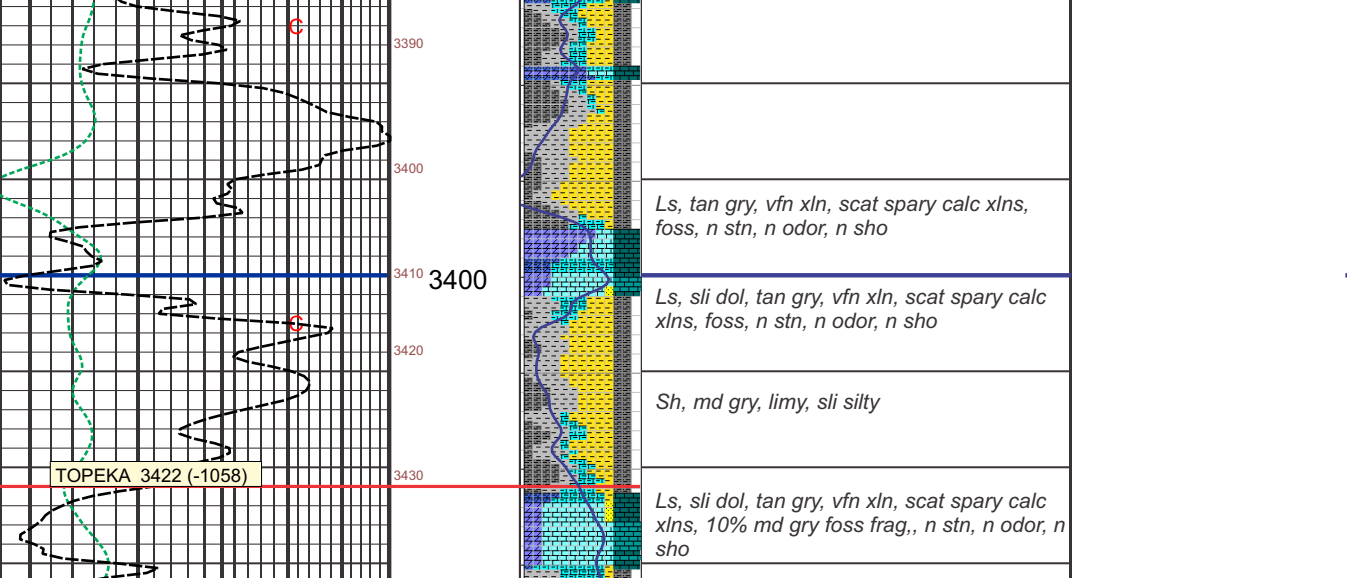 C
3390
3400
Ls, tan gry, vfn xln, scat spary calc xlns,
foss, n stn, n odor, n sho
3410
3400
Ls, sli dol, tan gry, vfn xln, scat spary calc
xlns, foss, n stn, n odor, n sho
C
3420
Sh, md gry, limy, sli silty
TOPEKA 3422 (-1058)
3430
Ls, sli dol, tan gry, vfn xln, scat spary calc
xlns, 10% md gry foss frag,, n stn, n odor, n
sho